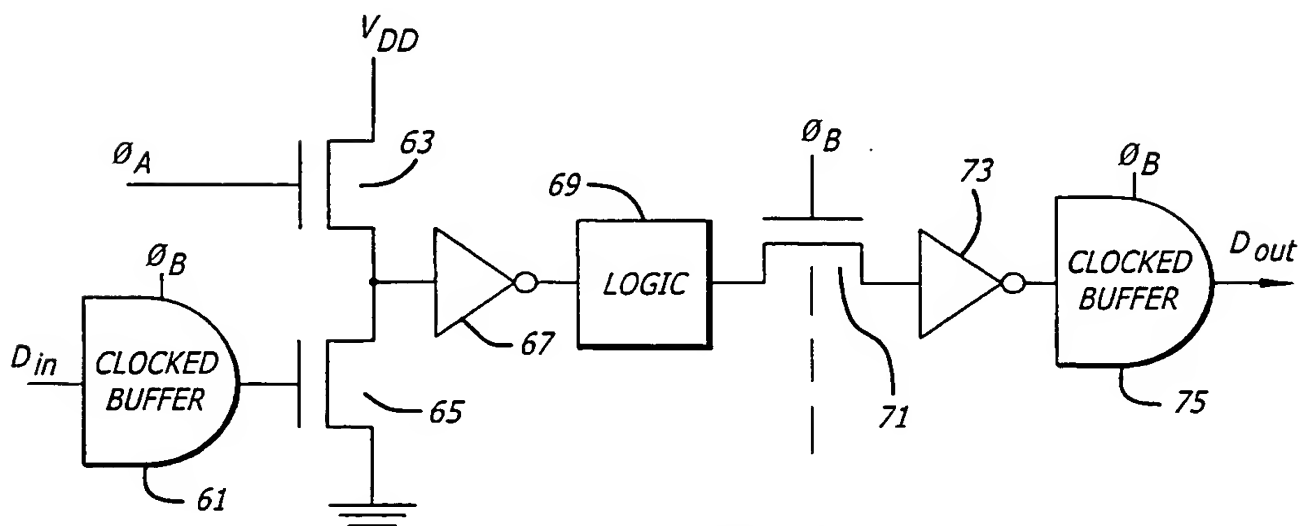 V_DD
Ø_A
63
Ø_B
D_in
CLOCKED
BUFFER
61
65
67
69
LOGIC
Ø_B
71
73
Ø_B
CLOCKED
BUFFER
75
D_out